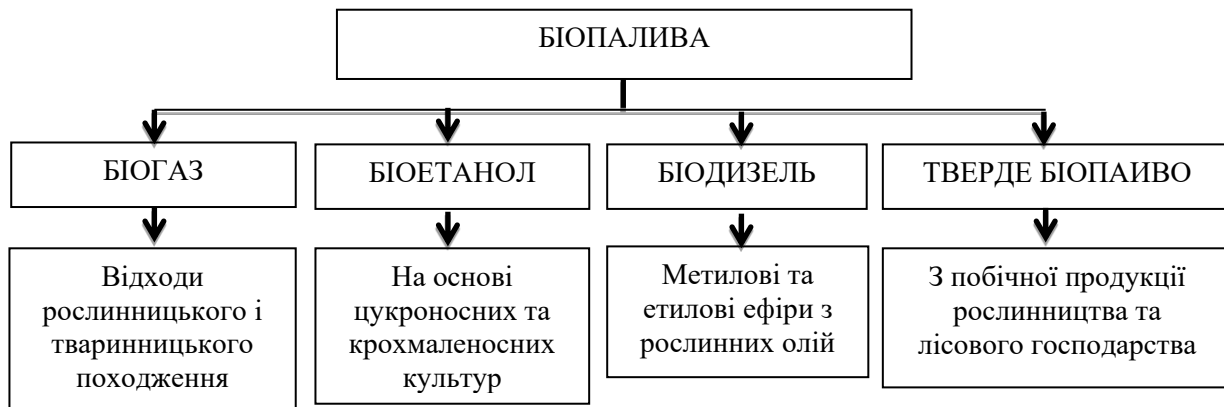 БІОПАЛИВА
БІОГАЗ
БІОЕТАНОЛ
БІОДИЗЕЛЬ
ТВЕРДЕ БІОПАИВО
Відходи
рослинницького і
тваринницького
походження
На основі
цукроносних та
крохмаленосних
культур
Метилові та
етилові ефіри з
рослинних олій
З побічної продукції
рослинництва та
лісового господарства